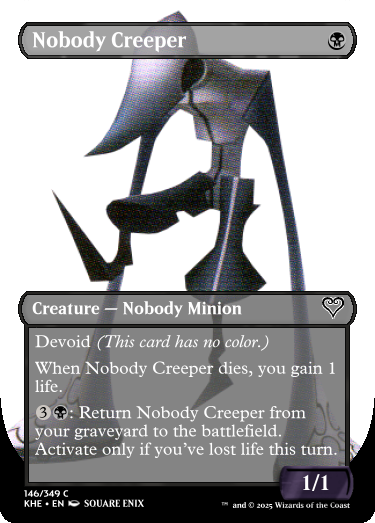 Nobody Creeper
Creature — Nobody Minion
Devoid (This card has no color.)
When Nobody Creeper dies, you gain 1
life.
3: Return Nobody Creeper from
your graveyard to the battlefield.
Activate only if you've lost life this turn.
1/1
146/349 C
KHE • EN SQUARE ENIX
™ and © 2025 Wizards of the Coast